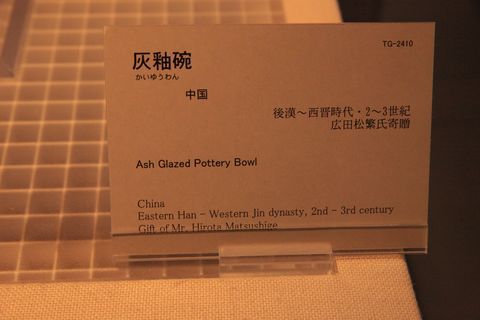 TG-2410
灰釉碗
かいゆうわん
中国
後漢～西晋時代・2～3世紀
広田松繁氏寄贈
Ash Glazed Pottery Bowl
China
Eastern Han - Western Jin dynasty, 2nd - 3rd century
Gift of Mr. Hirota Matsushige